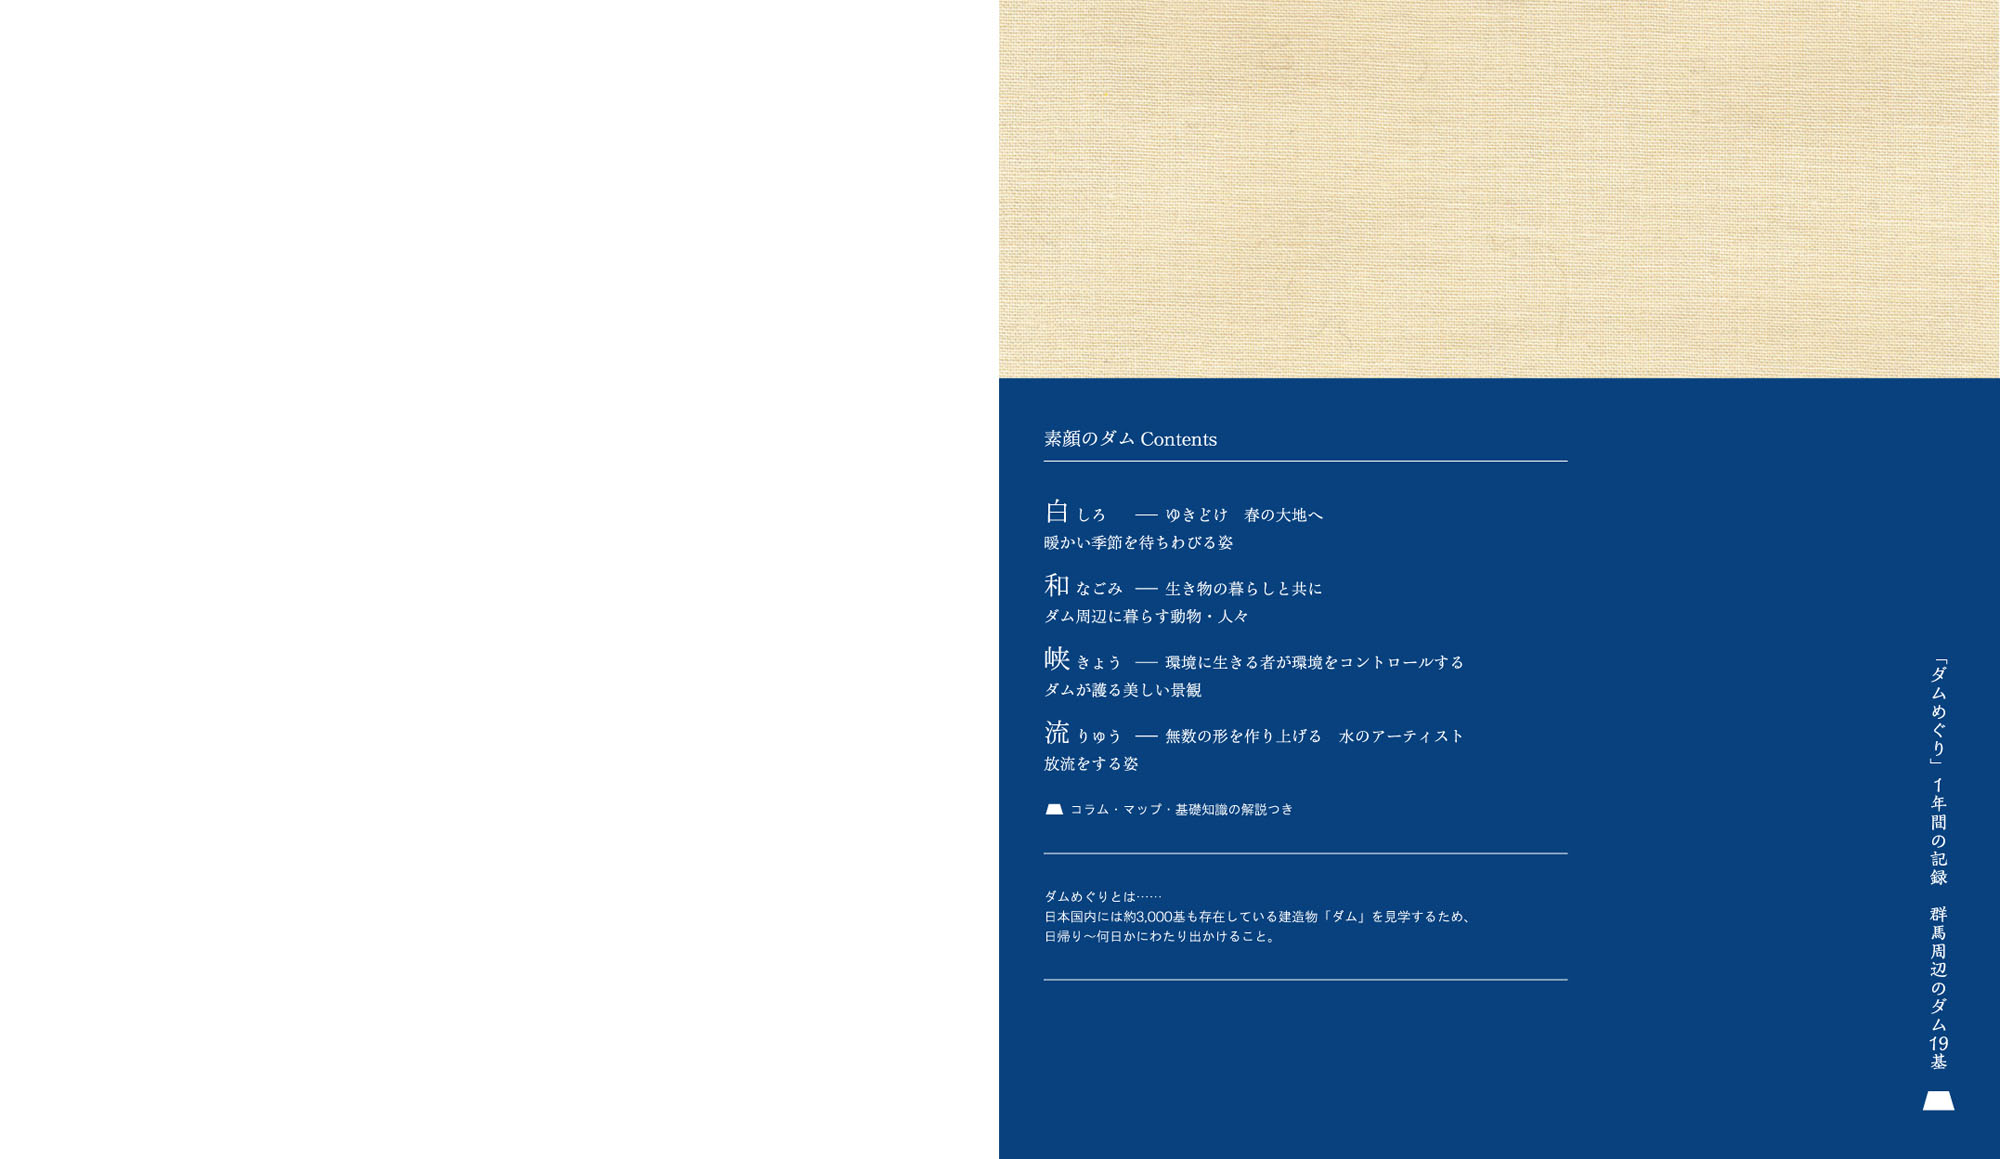 素顔のダム Contents
白 しろ ── ゆきどけ　春の大地へ
暖かい季節を待ちわびる姿
和 なごみ ── 生き物の暮らしと共に
ダム周辺に暮らす動物・人々
峡 きょう ── 環境に生きる者が環境をコントロールする
ダムが護る美しい景観
流 りゅう ── 無数の形を作り上げる　水のアーティスト
放流をする姿
コラム・マップ・基礎知識の解説つき
ダムめぐりとは……
日本国内には約3,000基も存在している建造物「ダム」を見学するため、
日帰り〜何日かにわたり出かけること。
「ダムめぐり」1年間の記録　群馬周辺のダム19基